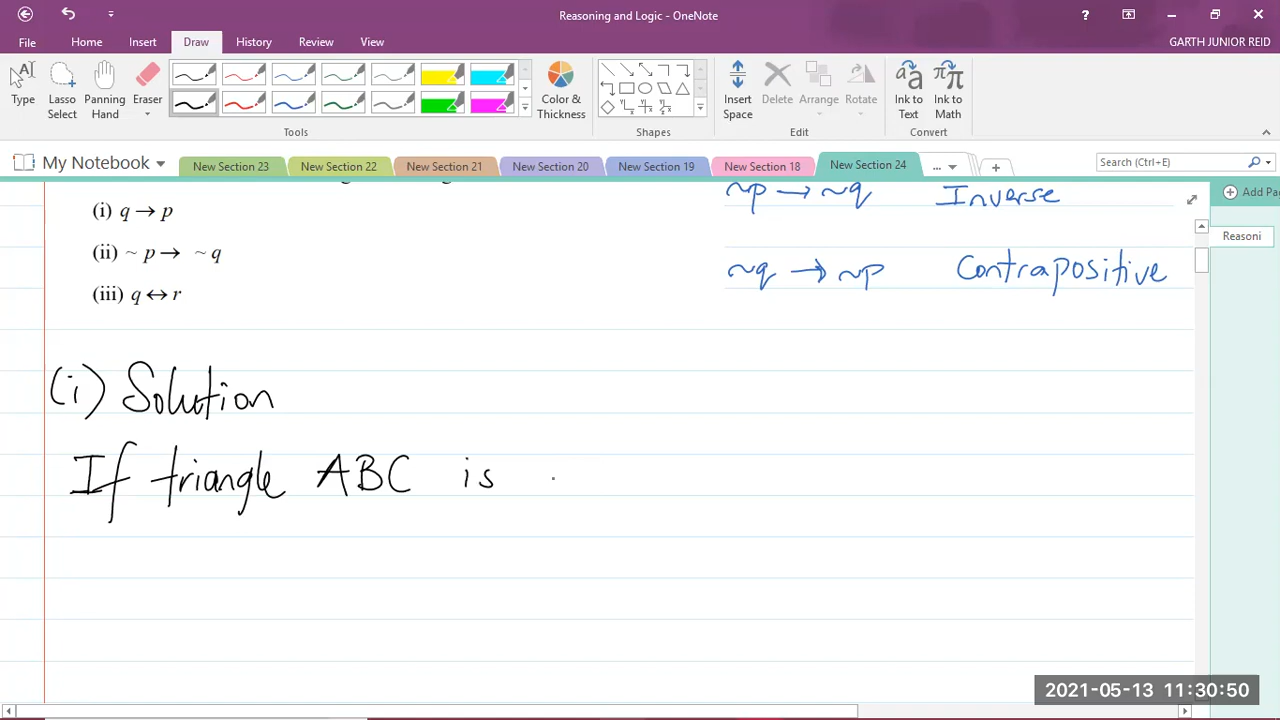 Reasoning and Logic - OneNote
?
File
Home
Insert
Draw
History
Review
View
GARTH JUNIOR REID
Type
Lasso Select
Panning Hand
Eraser
Color & Thickness
Insert Space
Delete
Arrange
Rotate
Ink to Text
Ink to Math
Tools
Shapes
Edit
Convert
My Notebook
New Section 23
New Section 22
New Section 21
New Section 20
New Section 19
New Section 18
New Section 24
...
Search (Ctrl+E)
Add Pag
Reasoni
(i) q → p
~p → ~q Inverse
(ii) ~ p → ~ q
~q → ~p Contrapositive
(iii) q ↔ r
(i) Solution
If triangle ABC is
2021-05-13 11:30:50